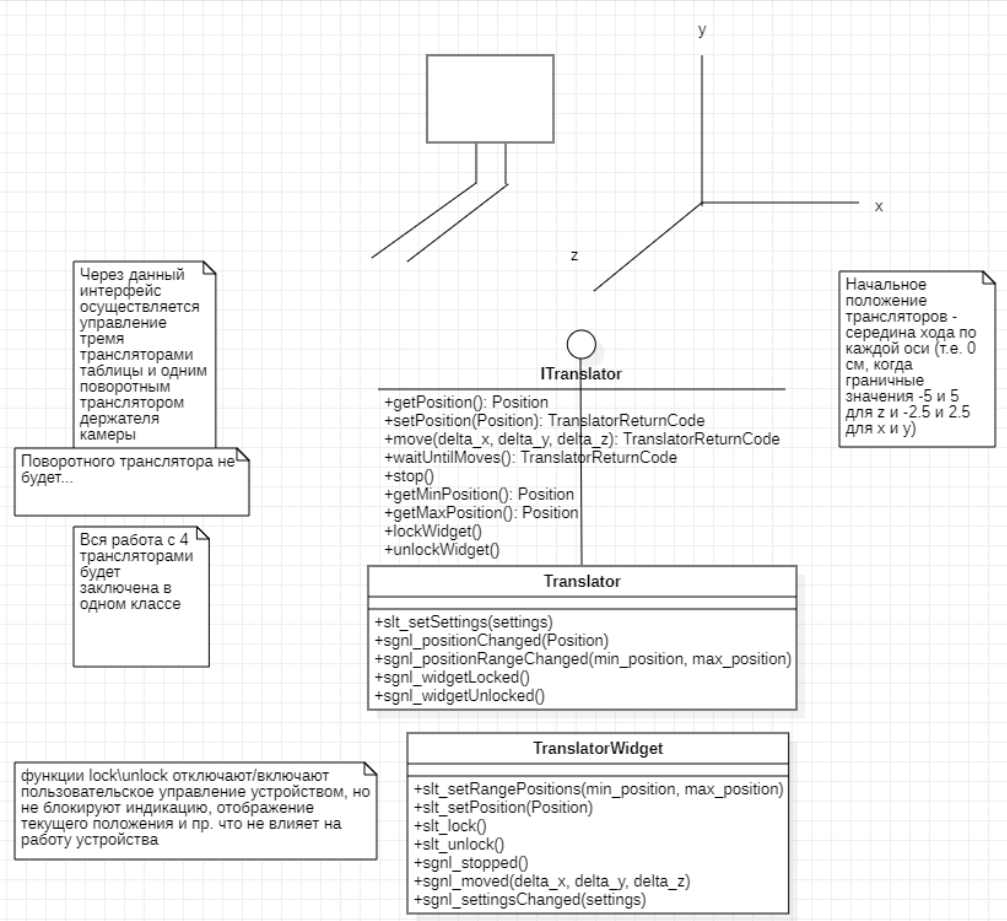 y
x
z
Через данный
интерфейс
осуществляется
управление
тремя
трансляторами
таблицы и одним
поворотным
транслятором
держателя
камеры
Поворотного транслятора не
будет...
Вся работа с 4
трансляторами
будет
заключена в
одном классе
Начальное
положение
трансляторов -
середина хода по
каждой оси (т.е. 0
см, когда
граничные
значения -5 и 5
для z и -2.5 и 2.5
для x и y)
ITranslator
+getPosition(): Position
+setPosition(Position): TranslatorReturnCode
+move(delta_x, delta_y, delta_z): TranslatorReturnCode
+waitUntilMoves(): TranslatorReturnCode
+stop()
+getMinPosition(): Position
+getMaxPosition(): Position
+lockWidget()
+unlockWidget()
Translator
+slt_setSettings(settings)
+sgnl_positionChanged(Position)
+sgnl_positionRangeChanged(min_position, max_position)
+sgnl_widgetLocked()
+sgnl_widgetUnlocked()
функции lock\unlock отключают/включают
пользовательское управление устройством, но
не блокируют индикацию, отображение
текущего положения и пр. что не влияет на
работу устройства
TranslatorWidget
+slt_setRangePositions(min_position, max_position)
+slt_setPosition(Position)
+slt_lock()
+slt_unlock()
+sgnl_stopped()
+sgnl_moved(delta_x, delta_y, delta_z)
+sgnl_settingsChanged(settings)